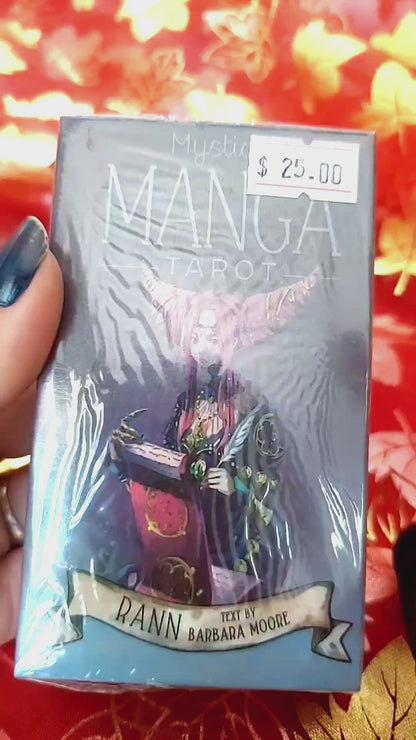 Mystic
$ 25.00
MANGA
TAROT
RANN
TEXT BY
BARBARA MOORE